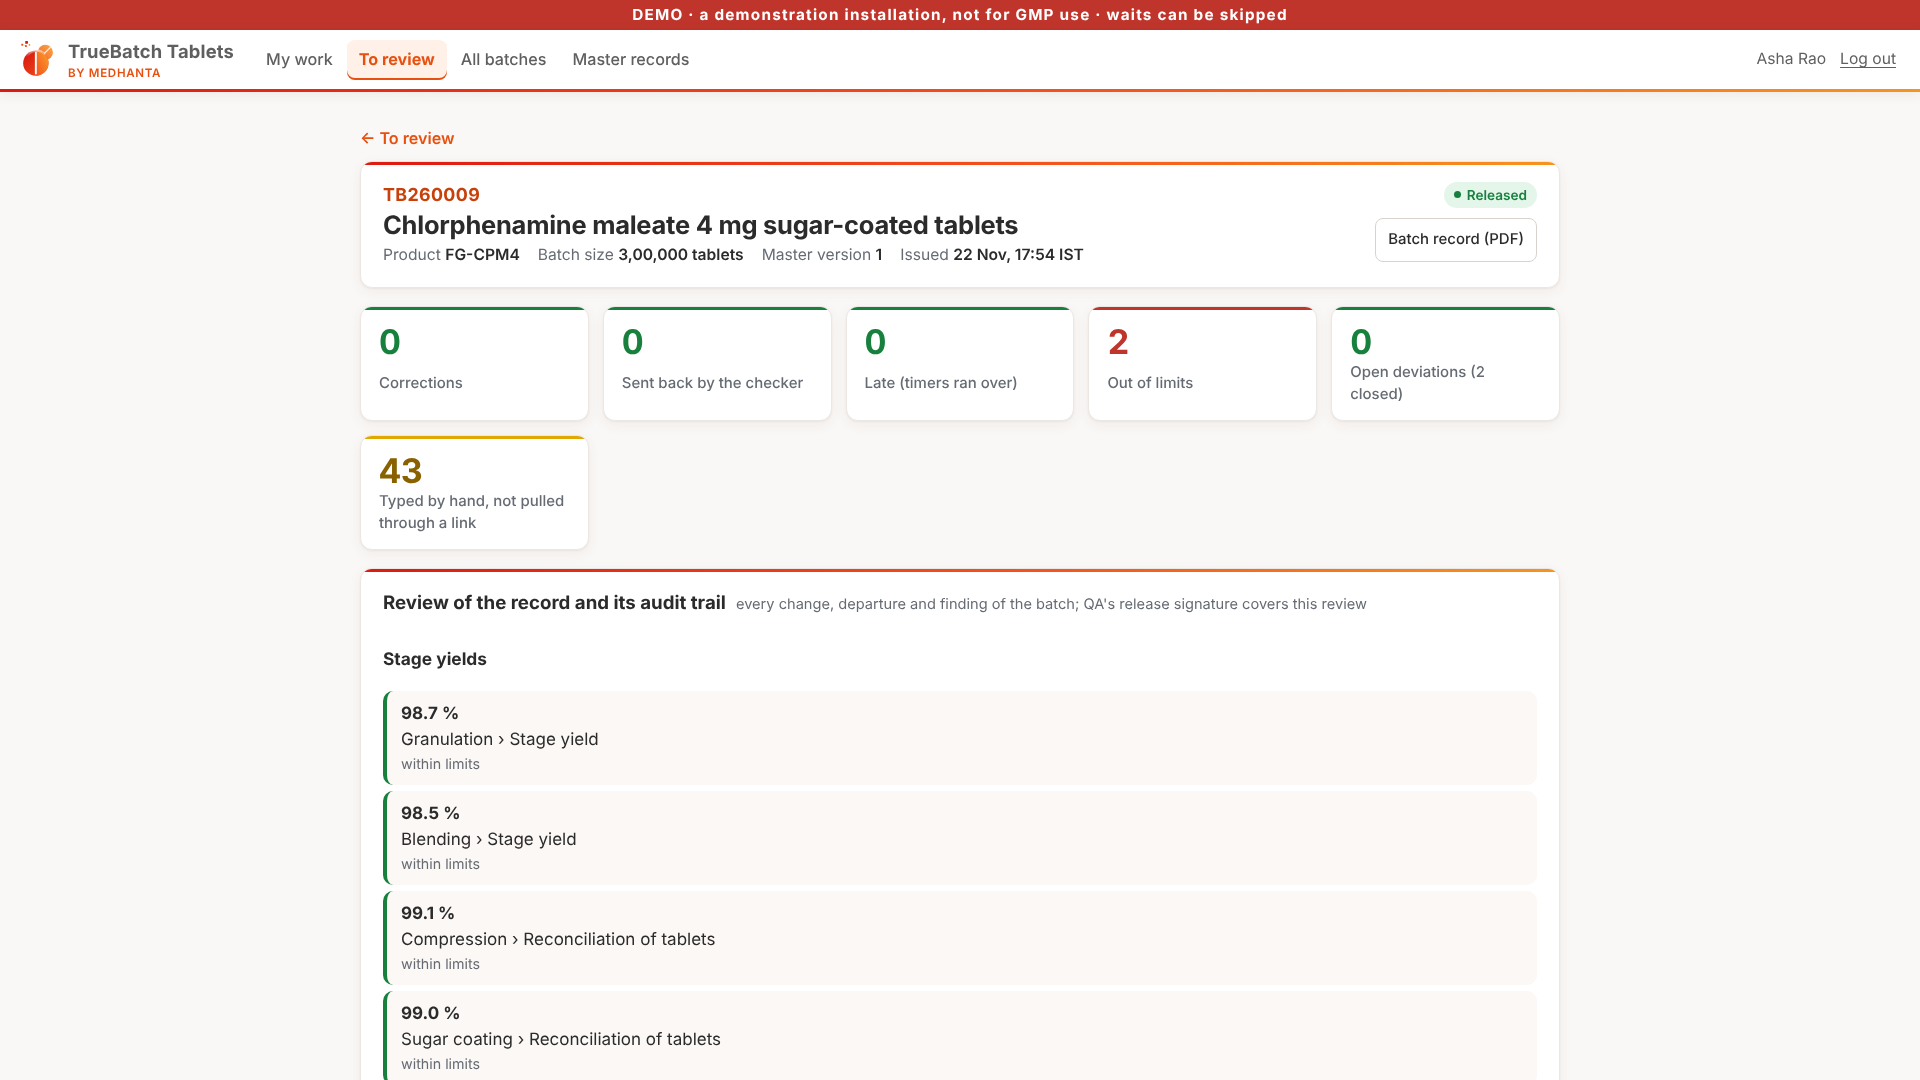 DEMO · a demonstration installation, not for GMP use · waits can be skipped
TrueBatch Tablets
BY MEDHANTA
My work
To review
All batches
Master records
Asha Rao
Log out
← To review
TB260009
Released
Chlorphenamine maleate 4 mg sugar-coated tablets
Batch record (PDF)
Product FG-CPM4 Batch size 3,00,000 tablets Master version 1 Issued 22 Nov, 17:54 IST
0
Corrections
0
Sent back by the checker
0
Late (timers ran over)
2
Out of limits
0
Open deviations (2
closed)
43
Typed by hand, not pulled
through a link
Review of the record and its audit trail every change, departure and finding of the batch; QA's release signature covers this review
Stage yields
98.7 %
Granulation › Stage yield
within limits
98.5 %
Blending › Stage yield
within limits
99.1 %
Compression › Reconciliation of tablets
within limits
99.0 %
Sugar coating › Reconciliation of tablets
within limits